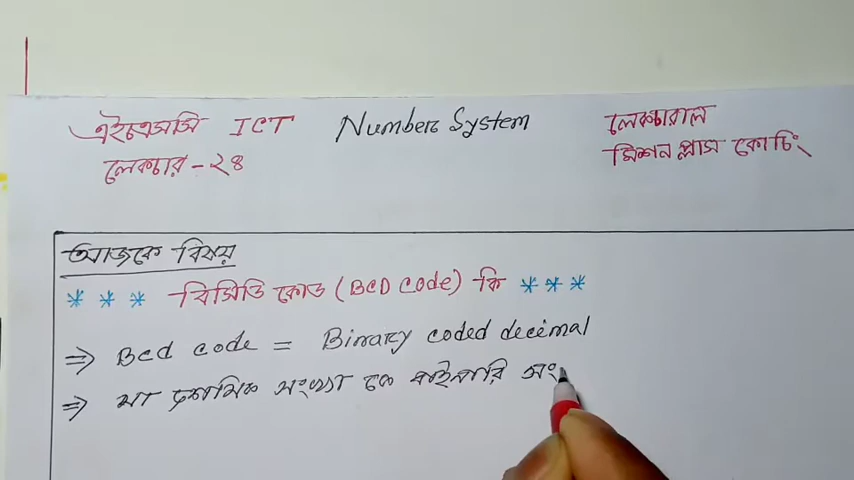 এইচএসসি ICT Number System লেকচারাল
লেকচার - ২৪ মিশন প্লাস কোচিং
আজকে বিষয়
*** বিসিডি কোড (BCD code) কি ***
⇒ Bcd code = Binary coded decimal
⇒ যা দশমিক সংখ্যা কে বাইনারি সং